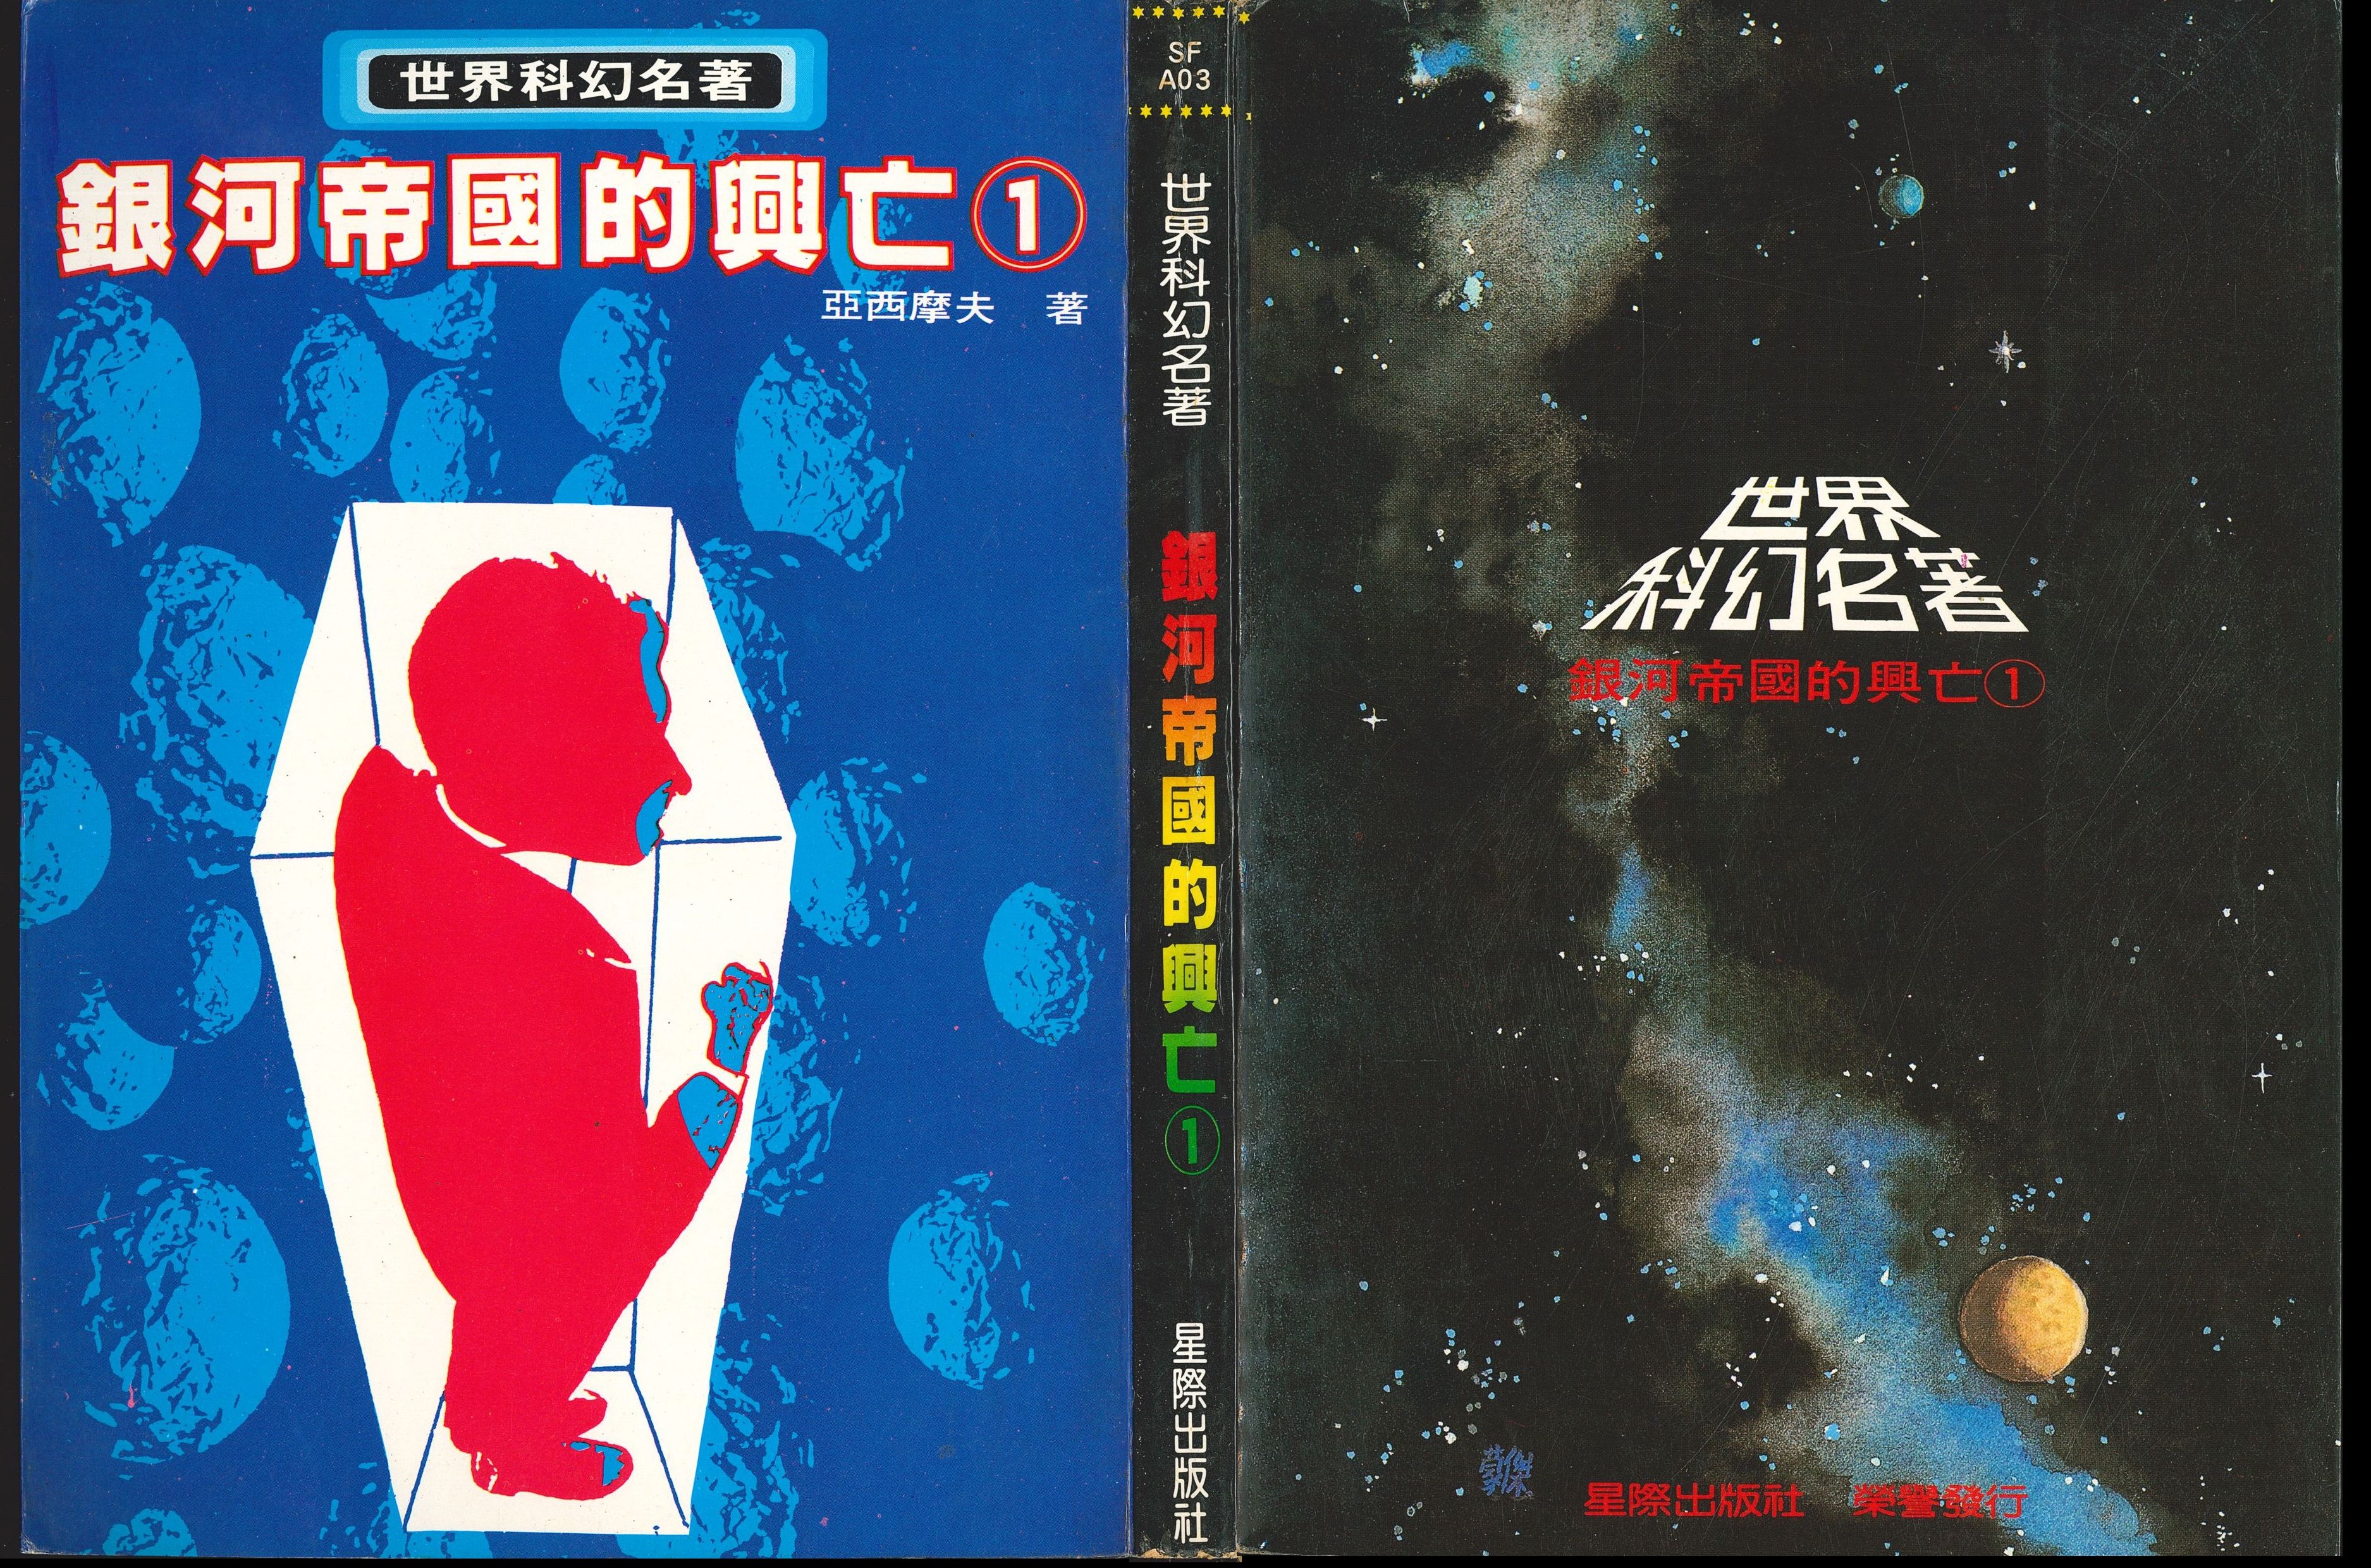 世界科幻名著
銀河帝國的興亡①
亞西摩夫 著
SF
A03
世界科幻名著
銀河帝國的興亡①
星際出版社
世界
科幻名著
銀河帝國的興亡①
星際出版社 榮譽發行